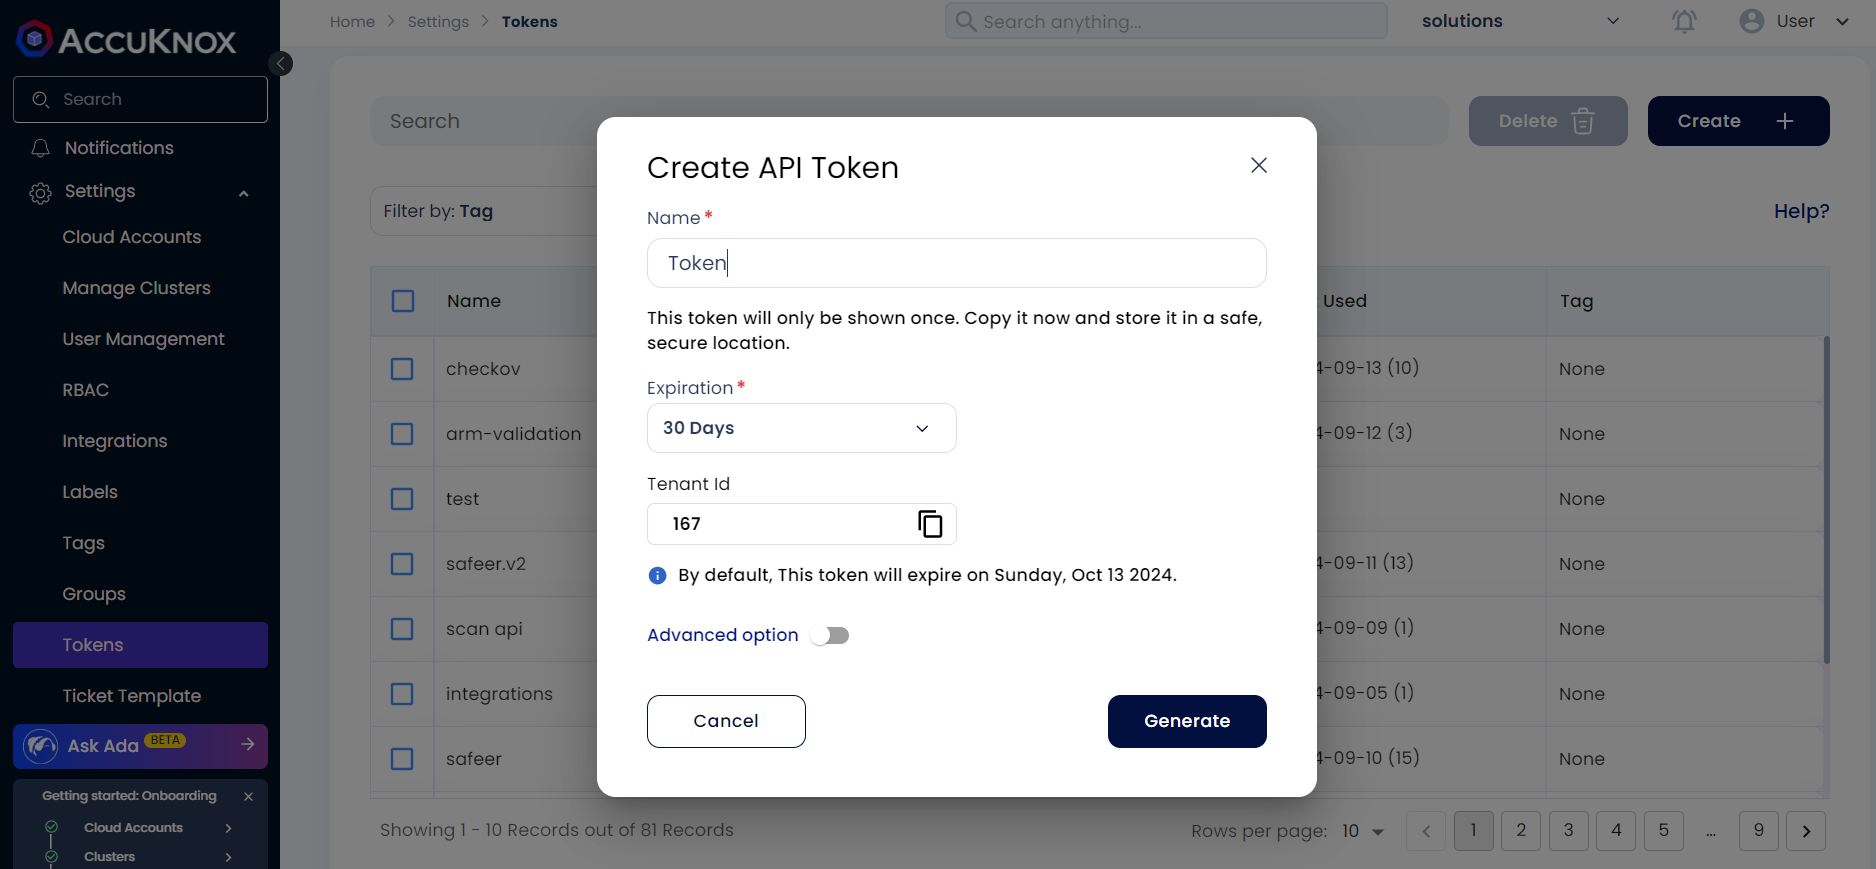 ACCUKNOX
Search
Notifications
Settings
Cloud Accounts
Manage Clusters
User Management
RBAC
Integrations
Labels
Tags
Groups
Tokens
Ticket Template
Ask Ada BETA
Getting started: Onboarding
Cloud Accounts
Clusters
Home > Settings > Tokens
Search anything...
solutions
User
Search
Delete
Create
Filter by: Tag
Help?
Name
Used
Tag
checkov
4-09-13 (10)
None
arm-validation
4-09-12 (3)
None
test
None
safeer.v2
4-09-11 (13)
None
scan api
4-09-09 (1)
None
integrations
4-09-05 (1)
None
safeer
4-09-10 (15)
None
Showing 1 - 10 Records out of 81 Records
Rows per page: 10
1 2 3 4 5 ... 9
Create API Token
Name *
Token
This token will only be shown once. Copy it now and store it in a safe,
secure location.
Expiration *
30 Days
Tenant Id
167
By default, This token will expire on Sunday, Oct 13 2024.
Advanced option
Cancel
Generate